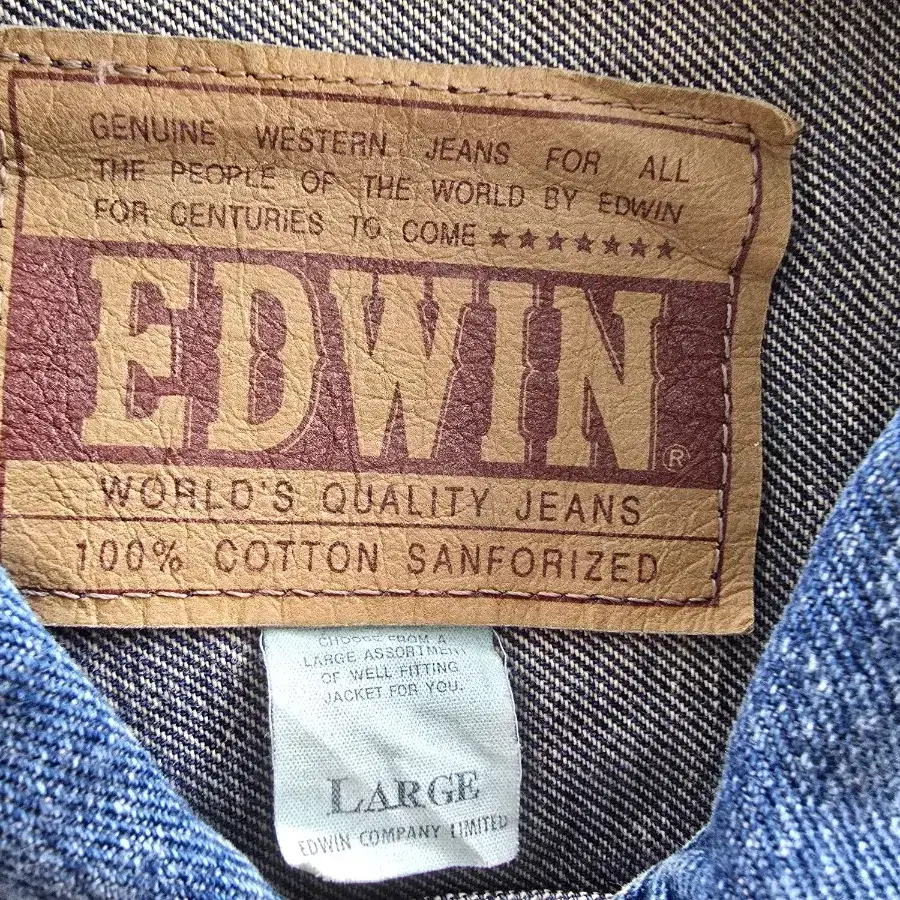 GENUINE WESTERN JEANS FOR ALL
THE PEOPLE OF THE WORLD BY EDWIN
FOR CENTURIES TO COME ★★★★★★★
EDWIN®
WORLD'S QUALITY JEANS
100% COTTON SANFORIZED
CHOOSE FROM A
LARGE ASSORTMENT
OF WELL FITTING
JACKET FOR YOU.
LARGE
EDWIN COMPANY LIMITED